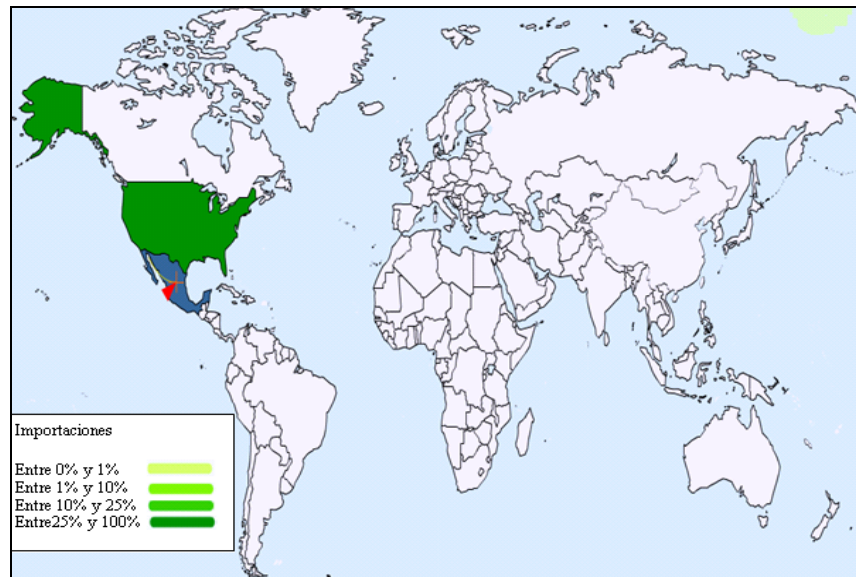 Importaciones
Entre 0% y 1%
Entre 1% y 10%
Entre 10% y 25%
Entre25% y 100%